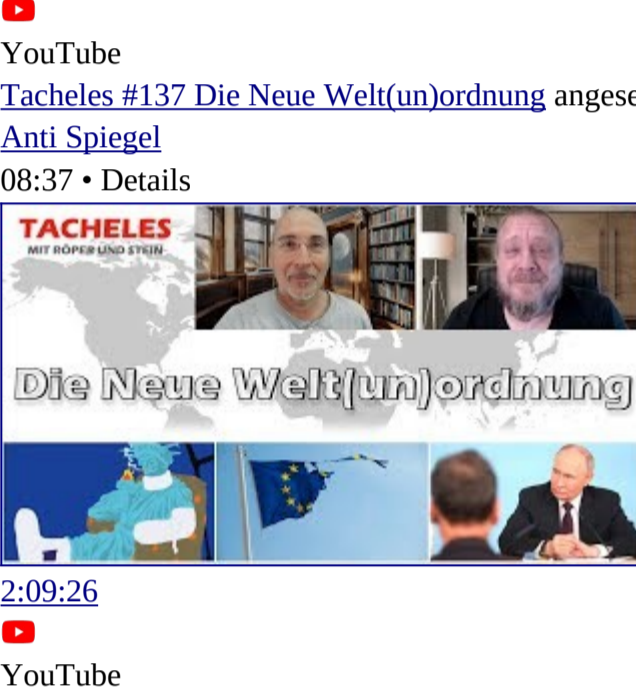 YouTube
Tacheles #137 Die Neue Welt(un)ordnung angese
Anti Spiegel
08:37 • Details
TACHELES
MIT RÖPER UND STEIN
Die Neue Welt(un)ordnung
2:09:26
YouTube